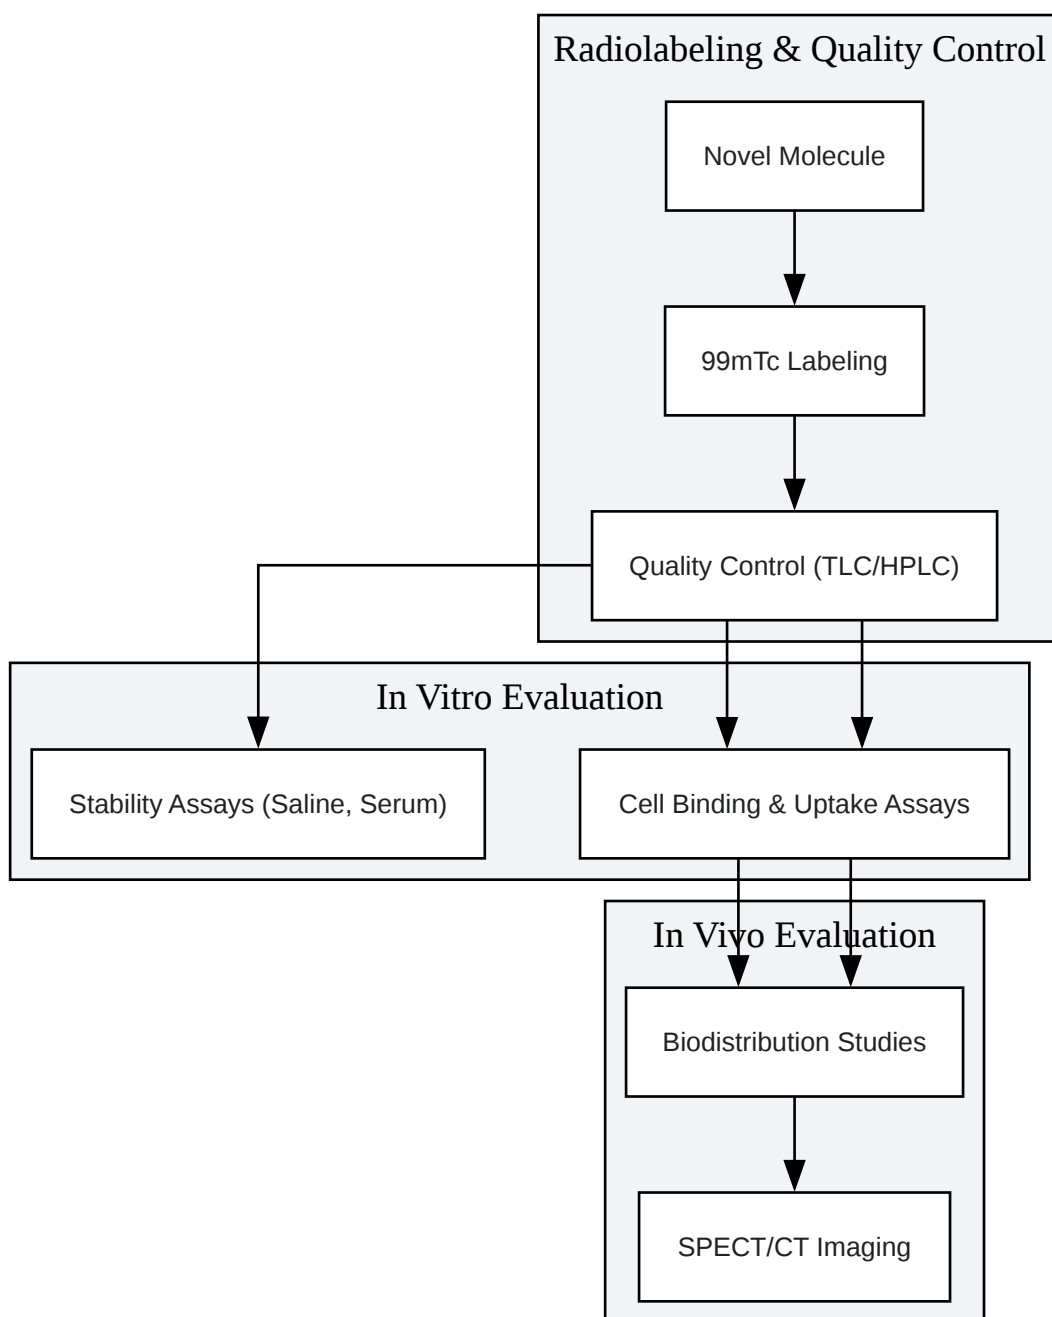 Radiolabeling & Quality Control
Novel Molecule
99mTc Labeling
Quality Control (TLC/HPLC)
In Vitro Evaluation
Stability Assays (Saline, Serum)
Cell Binding & Uptake Assays
In Vivo Evaluation
Biodistribution Studies
SPECT/CT Imaging